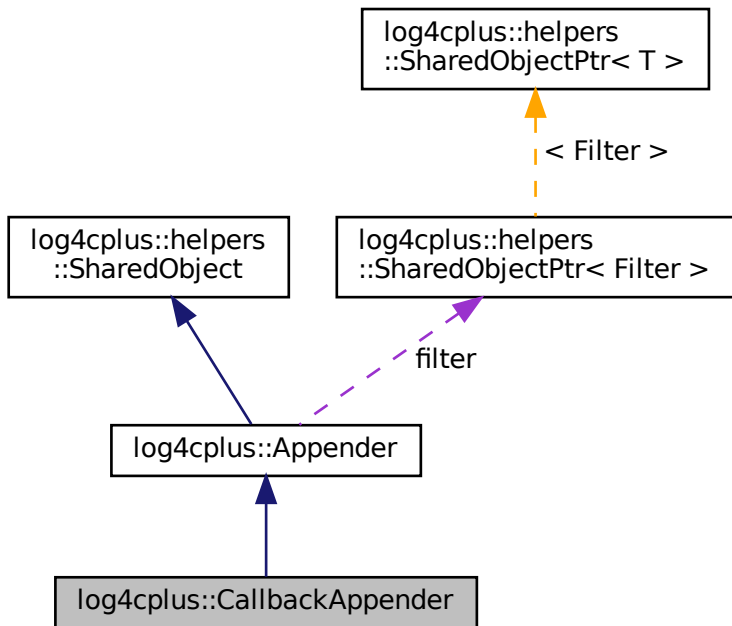 log4cplus::helpers
::SharedObjectPtr< T >
< Filter >
log4cplus::helpers
::SharedObject
log4cplus::helpers
::SharedObjectPtr< Filter >
filter
log4cplus::Appender
log4cplus::CallbackAppender